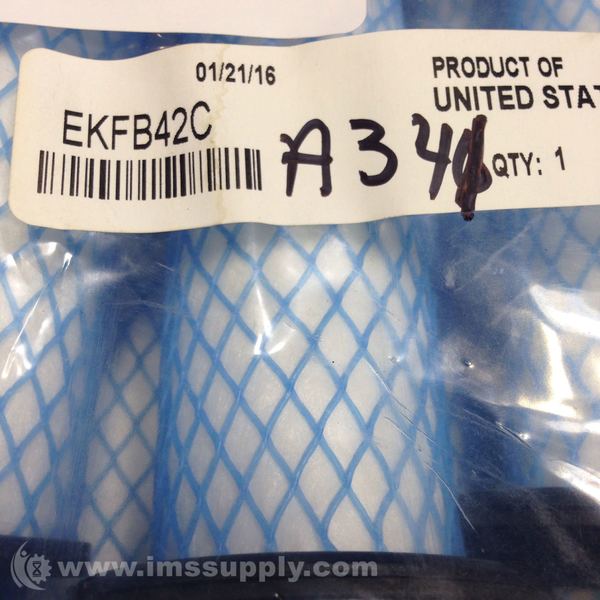 01/21/16
PRODUCT OF
UNITED STAT
EKFB42C
A34
QTY: 1
www.imssupply.com